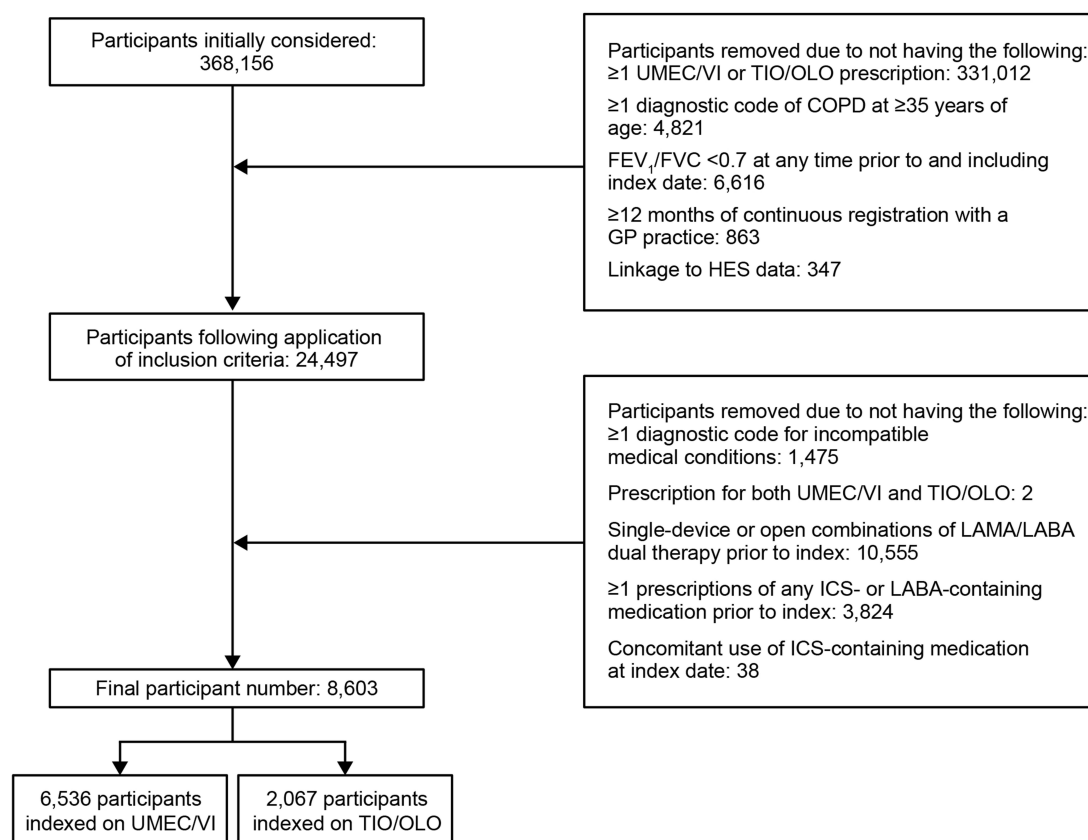 Participants initially considered:
368,156
Participants removed due to not having the following:
≥1 UMEC/VI or TIO/OLO prescription: 331,012
≥1 diagnostic code of COPD at ≥35 years of
age: 4,821
FEV₁/FVC <0.7 at any time prior to and including
index date: 6,616
≥12 months of continuous registration with a
GP practice: 863
Linkage to HES data: 347
Participants following application
of inclusion criteria: 24,497
Participants removed due to not having the following:
≥1 diagnostic code for incompatible
medical conditions: 1,475
Prescription for both UMEC/VI and TIO/OLO: 2
Single-device or open combinations of LAMA/LABA
dual therapy prior to index: 10,555
≥1 prescriptions of any ICS- or LABA-containing
medication prior to index: 3,824
Concomitant use of ICS-containing medication
at index date: 38
Final participant number: 8,603
6,536 participants
indexed on UMEC/VI
2,067 participants
indexed on TIO/OLO